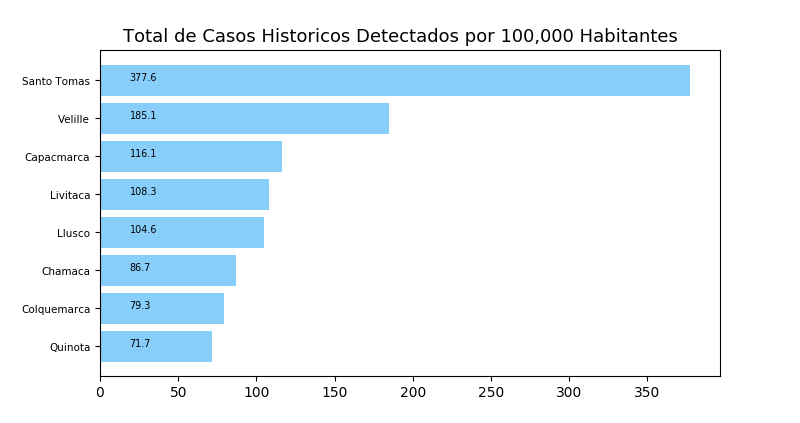 Total de Casos Historicos Detectados por 100,000 Habitantes
Santo Tomas 377.6
Velille 185.1
Capacmarca 116.1
Livitaca 108.3
Llusco 104.6
Chamaca 86.7
Colquemarca 79.3
Quinota 71.7
0 50 100 150 200 250 300 350